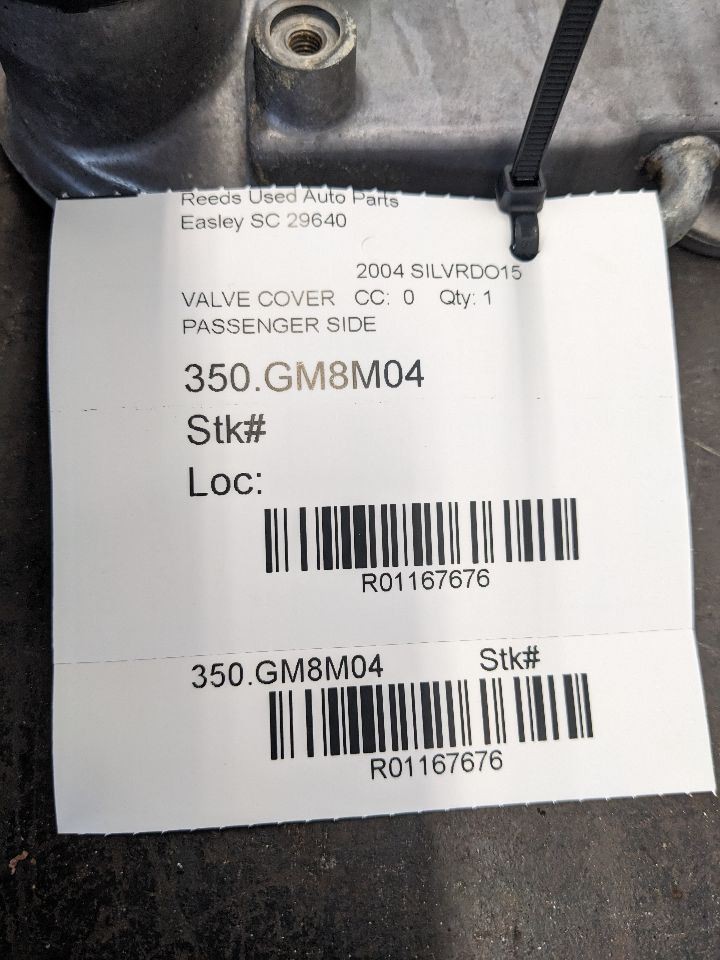 Reeds Used Auto Parts
Easley SC 29640
2004 SILVRDO15
VALVE COVER CC: 0 Qty: 1
PASSENGER SIDE
350.GM8M04
Stk#
Loc:
R01167676
350.GM8M04 Stk#
R01167676